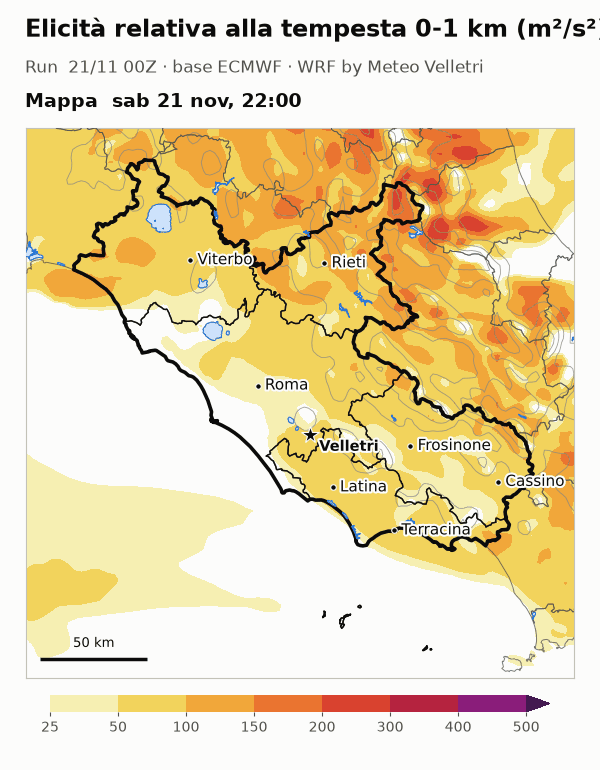 Elicità relativa alla tempesta 0-1 km (m²/s²)
Run 21/11 00Z · base ECMWF · WRF by Meteo Velletri
Mappa sab 21 nov, 22:00
Viterbo
Rieti
Roma
Velletri
Frosinone
Latina
Cassino
Terracina
50 km
25 50 100 150 200 300 400 500